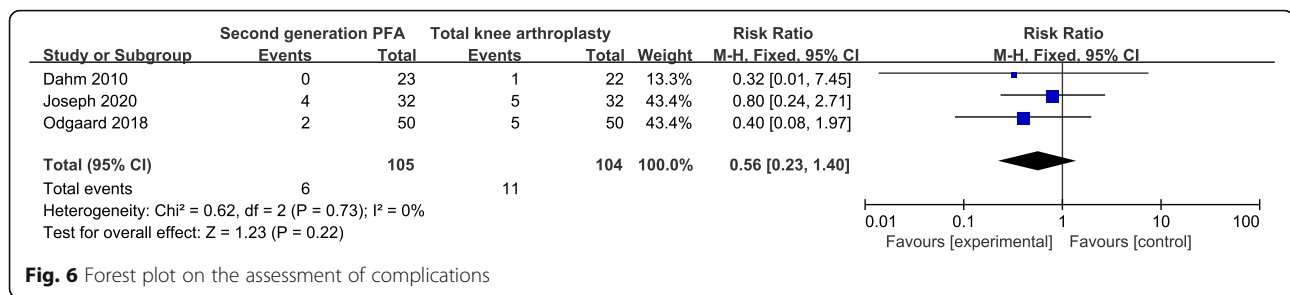 Second generation PFA Total knee arthroplasty Risk Ratio Risk Ratio
Study or Subgroup Events Total Events Total Weight M-H, Fixed, 95% CI M-H, Fixed, 95% CI
Dahm 2010 0 23 1 22 13.3% 0.32 [0.01, 7.45]
Joseph 2020 4 32 5 32 43.4% 0.80 [0.24, 2.71]
Odgaard 2018 2 50 5 50 43.4% 0.40 [0.08, 1.97]
Total (95% CI) 105 104 100.0% 0.56 [0.23, 1.40]
Total events 6 11
Heterogeneity: Chi² = 0.62, df = 2 (P = 0.73); I² = 0%
Test for overall effect: Z = 1.23 (P = 0.22)
0.01 0.1 1 10 100
Favours [experimental] Favours [control]
Fig. 6 Forest plot on the assessment of complications